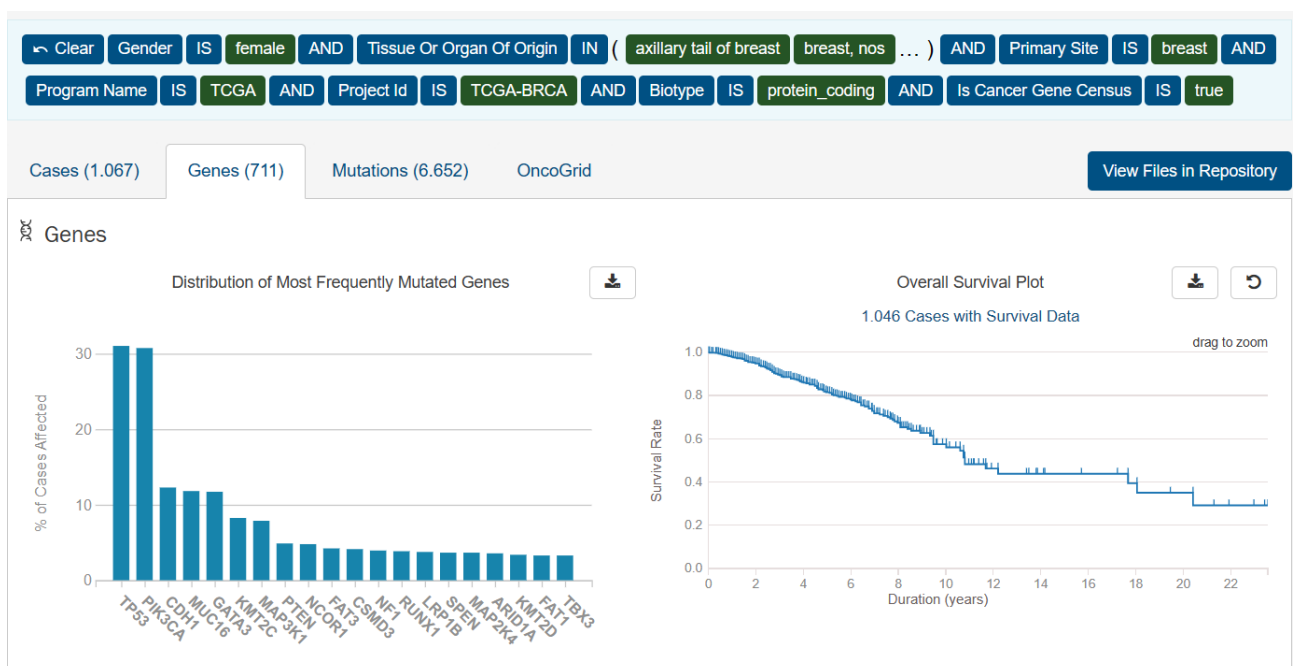 Clear Gender IS female AND Tissue Or Organ Of Origin IN ( axillary tail of breast breast, nos ... ) AND Primary Site IS breast AND
Program Name IS TCGA AND Project Id IS TCGA-BRCA AND Biotype IS protein_coding AND Is Cancer Gene Census IS true
Cases (1.067) Genes (711) Mutations (6.652) OncoGrid View Files in Repository
Genes
Distribution of Most Frequently Mutated Genes
% of Cases Affected
30
20
10
0
TP53
PIK3CA
CDH1
MUC16
GATA3
KMT2C
MAP3K1
PTEN
NCOR1
FAT3
CSMD3
NF1
RUNX1
LRP1B
SPEN
MAP2K4
ARID1A
KMT2D
FAT1
TBX3
Overall Survival Plot
1.046 Cases with Survival Data
drag to zoom
Survival Rate
1.0
0.8
0.6
0.4
0.2
0.0
0 2 4 6 8 10 12 14 16 18 20 22
Duration (years)